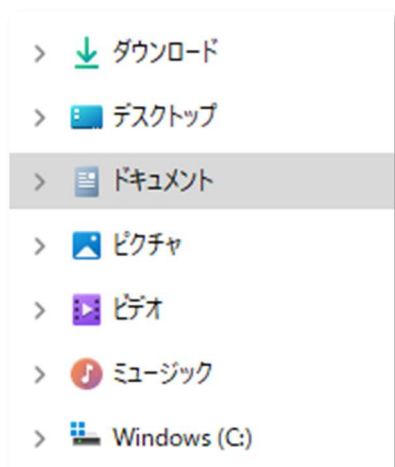 ダウンロード
デスクトップ
ドキュメント
ピクチャ
ビデオ
ミュージック
Windows (C:)